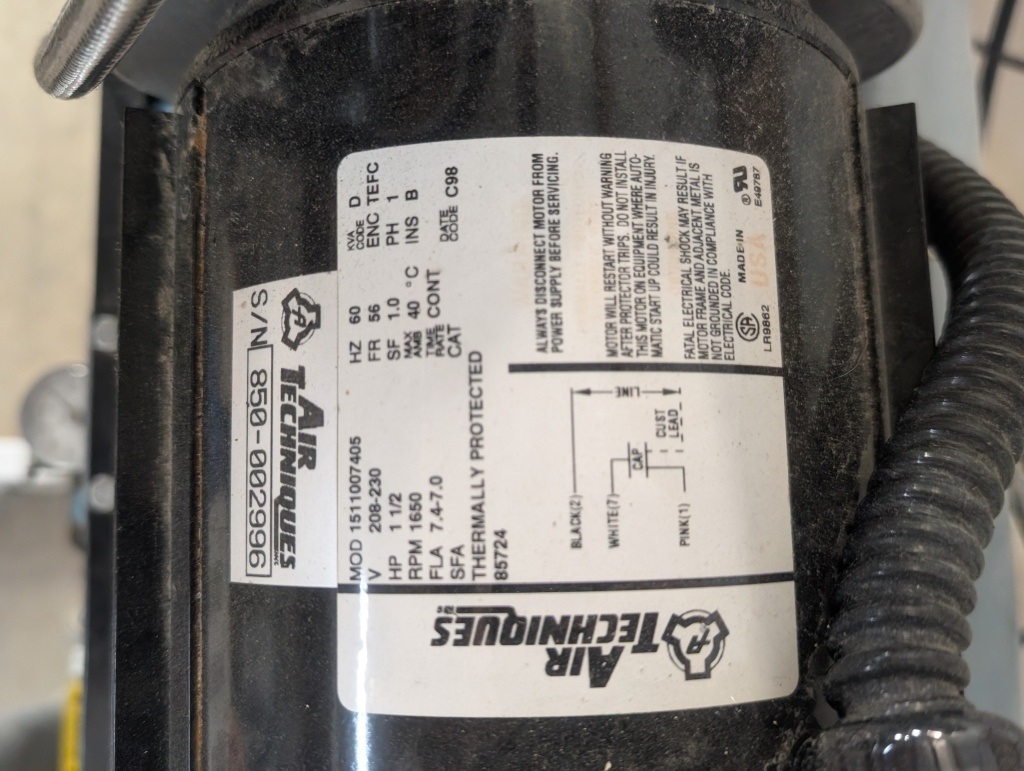 S/N 850-002996
AIR
TECHNIQUES
INC.
MOD 1511007405
V 208-230 HZ 60 KVA CODE D
HP 1 1/2 FR 56 ENC TEFC
RPM 1650 SF 1.0 PH 1
FLA 7.4-7.0 MAX AMB 40 °C INS B
SFA TIME RATE CONT DATE CODE C98
CAT
THERMALLY PROTECTED
85724
ALWAYS DISCONNECT MOTOR FROM
POWER SUPPLY BEFORE SERVICING.
MOTOR WILL RESTART WITHOUT WARNING
AFTER PROTECTOR TRIPS. DO NOT INSTALL
THIS MOTOR ON EQUIPMENT WHERE AUTO-
MATIC START UP COULD RESULT IN INJURY.
FATAL ELECTRICAL SHOCK MAY RESULT IF
MOTOR FRAME AND ADJACENT METAL IS
NOT GROUNDED IN COMPLIANCE WITH
ELECTRICAL CODE.
LR9862
MADE IN
USA
E49787
BLACK(2)
LINE
WHITE(7)
CAP
CUST
LEAD
PINK(1)
AIR
TECHNIQUES
INC.